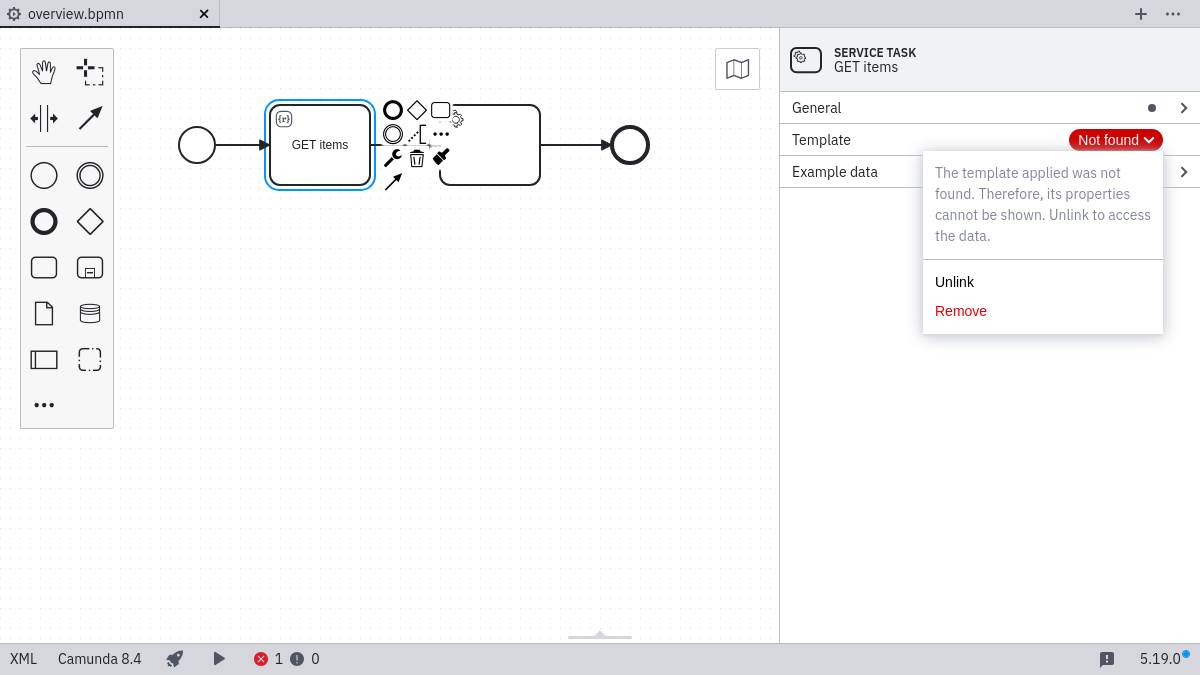 overview.bpmn
SERVICE TASK
GET items
General
Template
Not found
Example data
The template applied was not
found. Therefore, its properties
cannot be shown. Unlink to access
the data.
Unlink
Remove
{r}
GET items
XML
Camunda 8.4
1
0
5.19.0